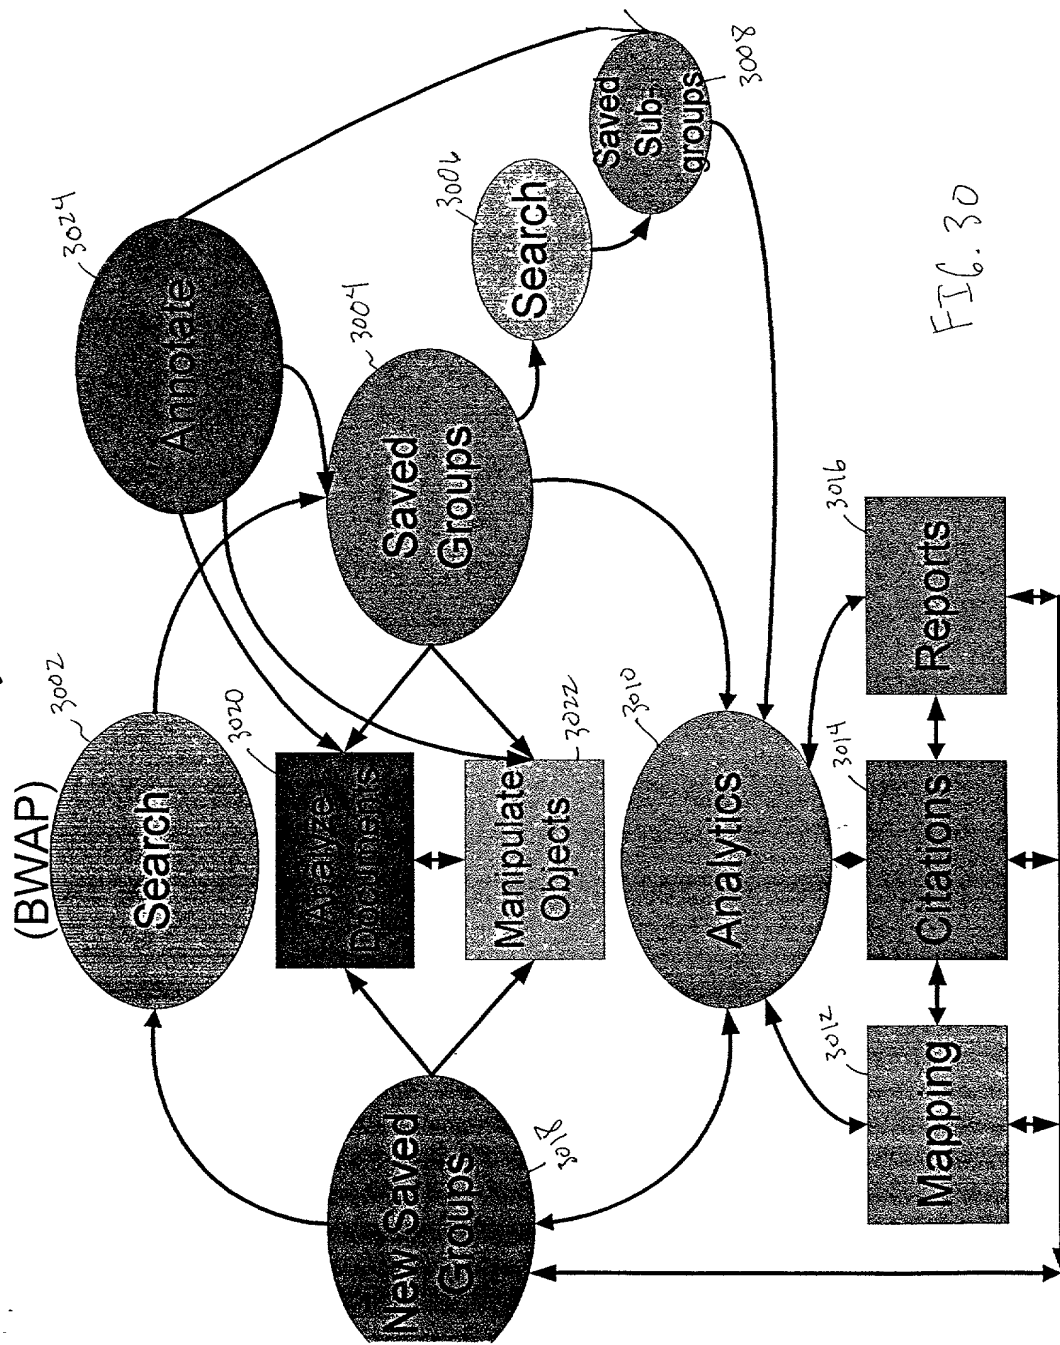 (BWAP)
Search
3002
Annotate
3024
Analyze
Documents
3020
Saved
Groups
3004
Search
3006
Saved
Sub-
groups
3008
New Saved
Groups
3018
Manipulate
Objects
3022
Analytics
3010
Mapping
3012
Citations
3014
Reports
3016
FIG. 30